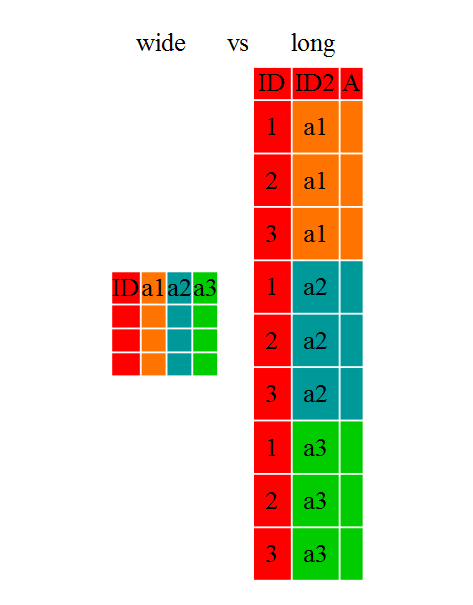 wide vs long
ID a1 a2 a3
ID ID2 A
1 a1
2 a1
3 a1
1 a2
2 a2
3 a2
1 a3
2 a3
3 a3